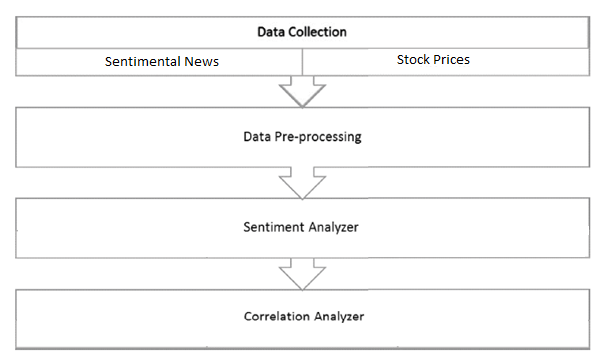 Data Collection
Sentimental News
Stock Prices
Data Pre-processing
Sentiment Analyzer
Correlation Analyzer